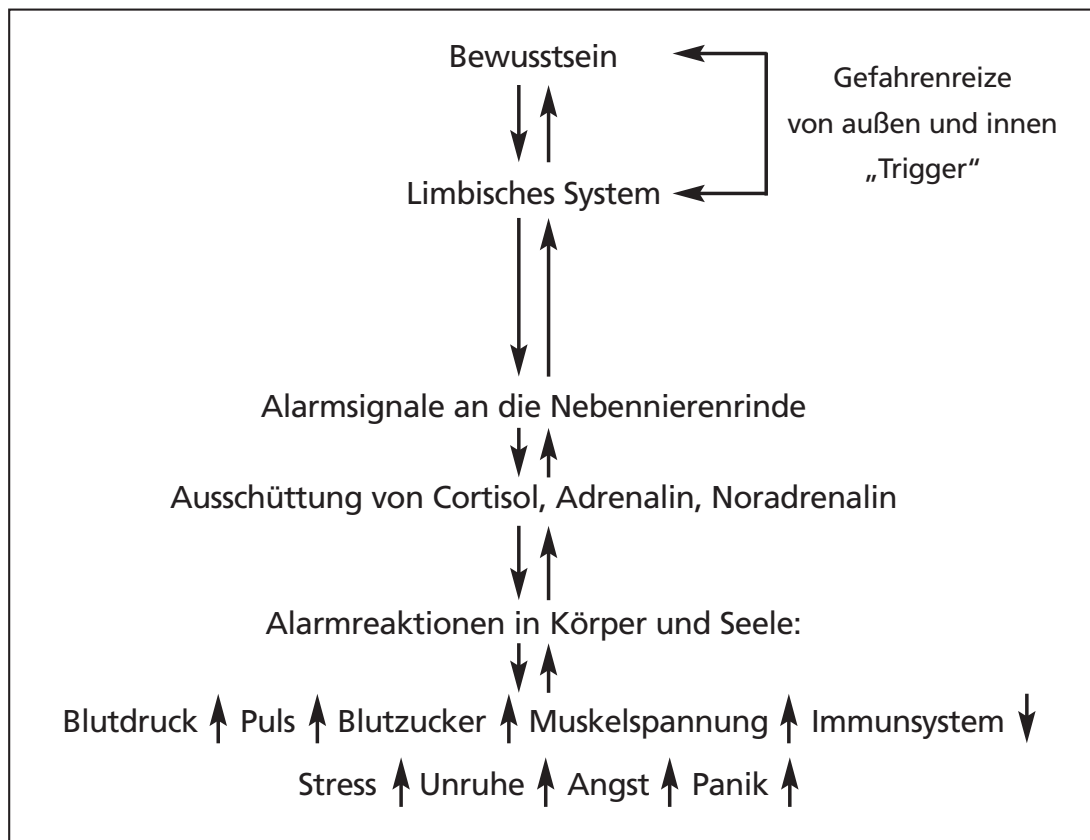 Bewusstsein
Gefahrenreize
von außen und innen
„Trigger“
Limbisches System
Alarmsignale an die Nebennierenrinde
Ausschüttung von Cortisol, Adrenalin, Noradrenalin
Alarmreaktionen in Körper und Seele:
Blutdruck ↑ Puls ↑ Blutzucker ↑ Muskelspannung ↑ Immunsystem ↓
Stress ↑ Unruhe ↑ Angst ↑ Panik ↑